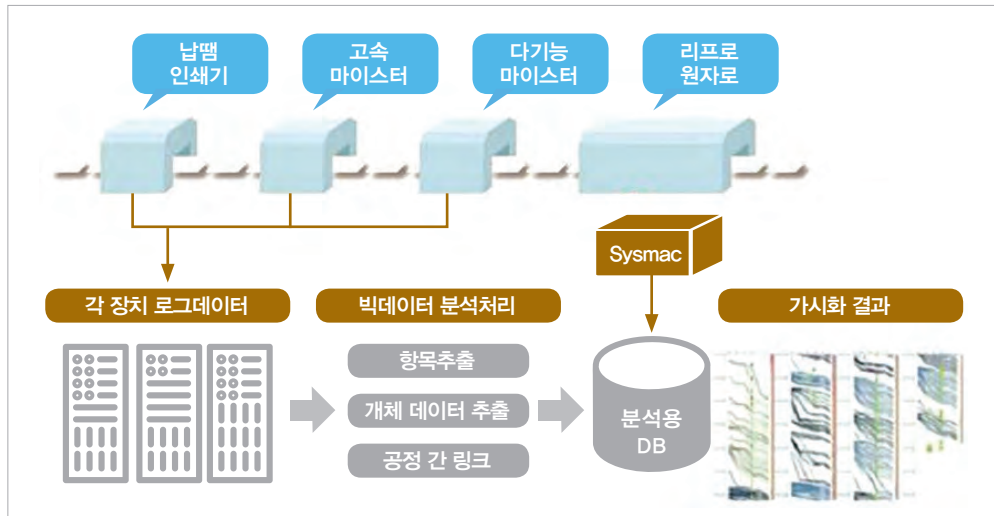 납땜
인쇄기
고속
마이스터
다기능
마이스터
리프로
원자로
Sysmac
각 장치 로그데이터
빅데이터 분석처리
가시화 결과
항목추출
개체 데이터 추출
공정 간 링크
분석용
DB